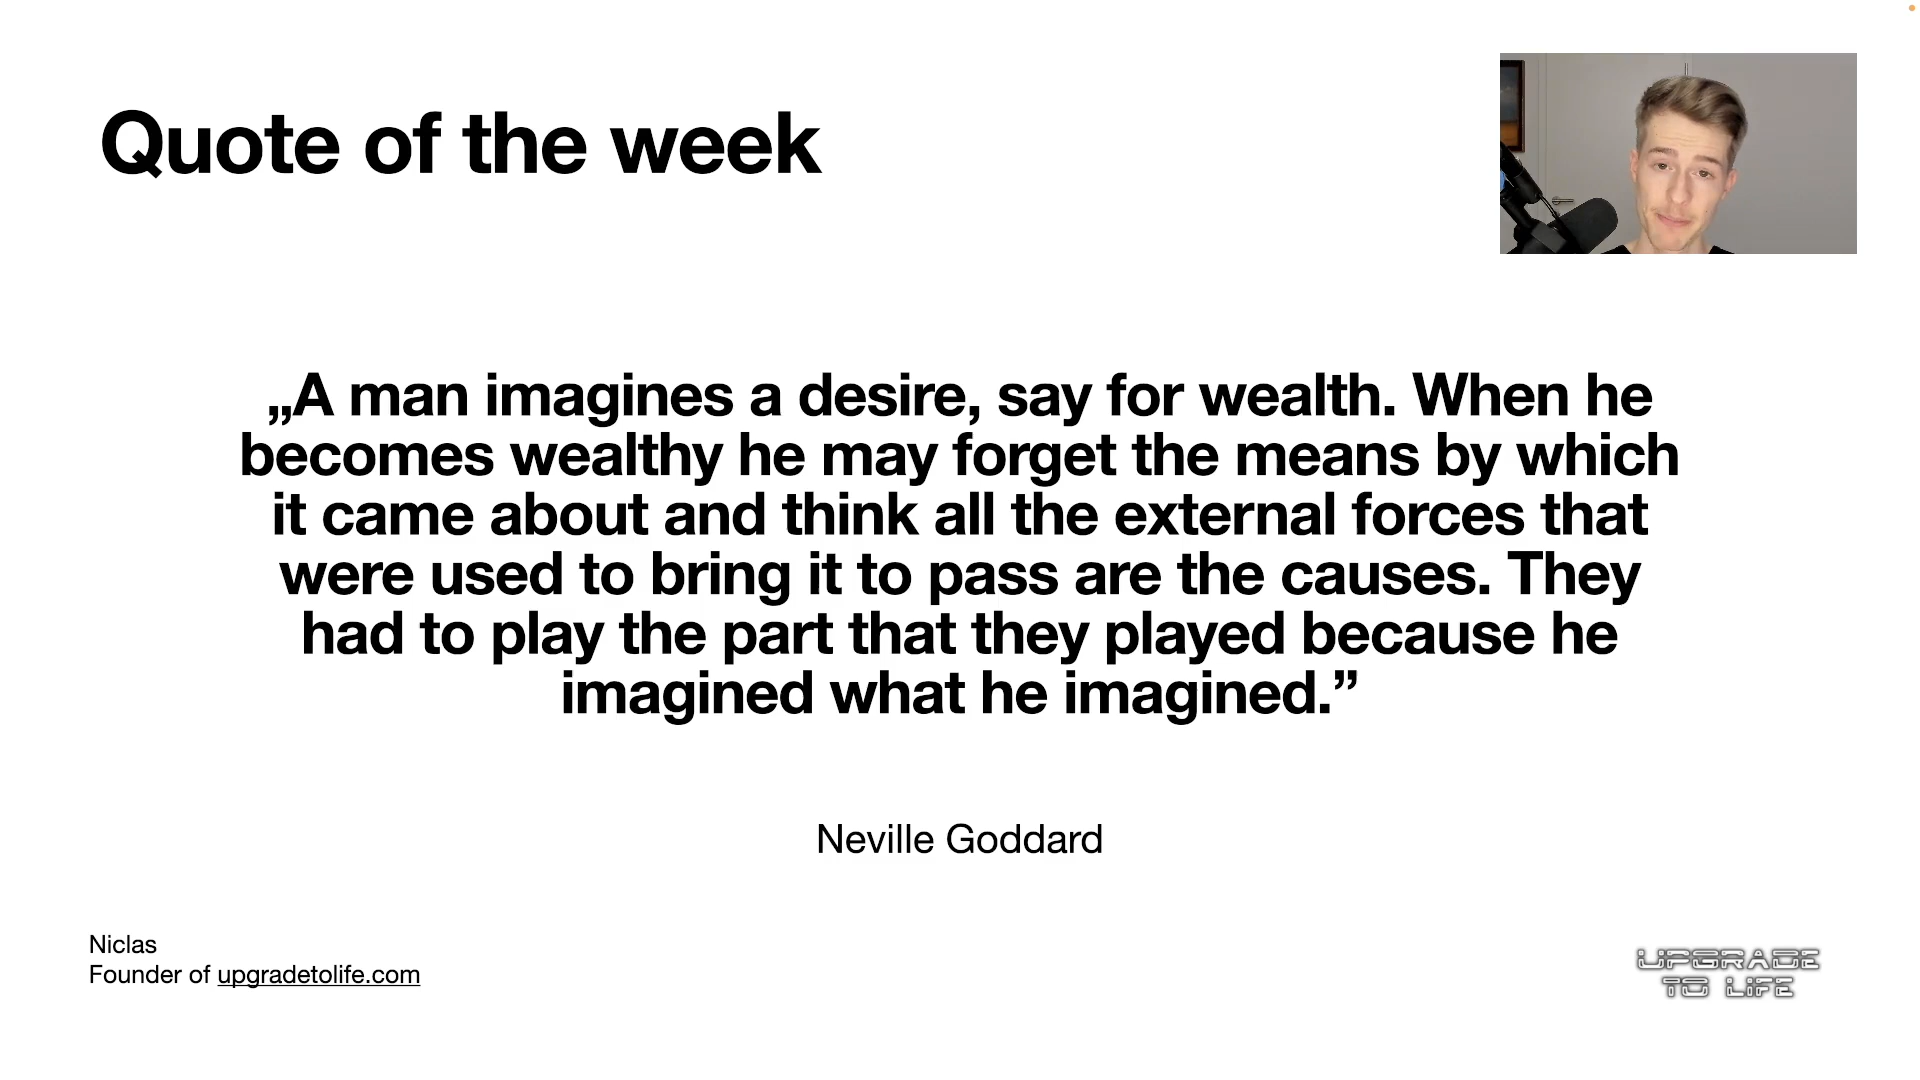 Quote of the week
„A man imagines a desire, say for wealth. When he
becomes wealthy he may forget the means by which
it came about and think all the external forces that
were used to bring it to pass are the causes. They
had to play the part that they played because he
imagined what he imagined.”
Neville Goddard
Niclas
Founder of upgradetolife.com
UPGRADE
TO LIFE